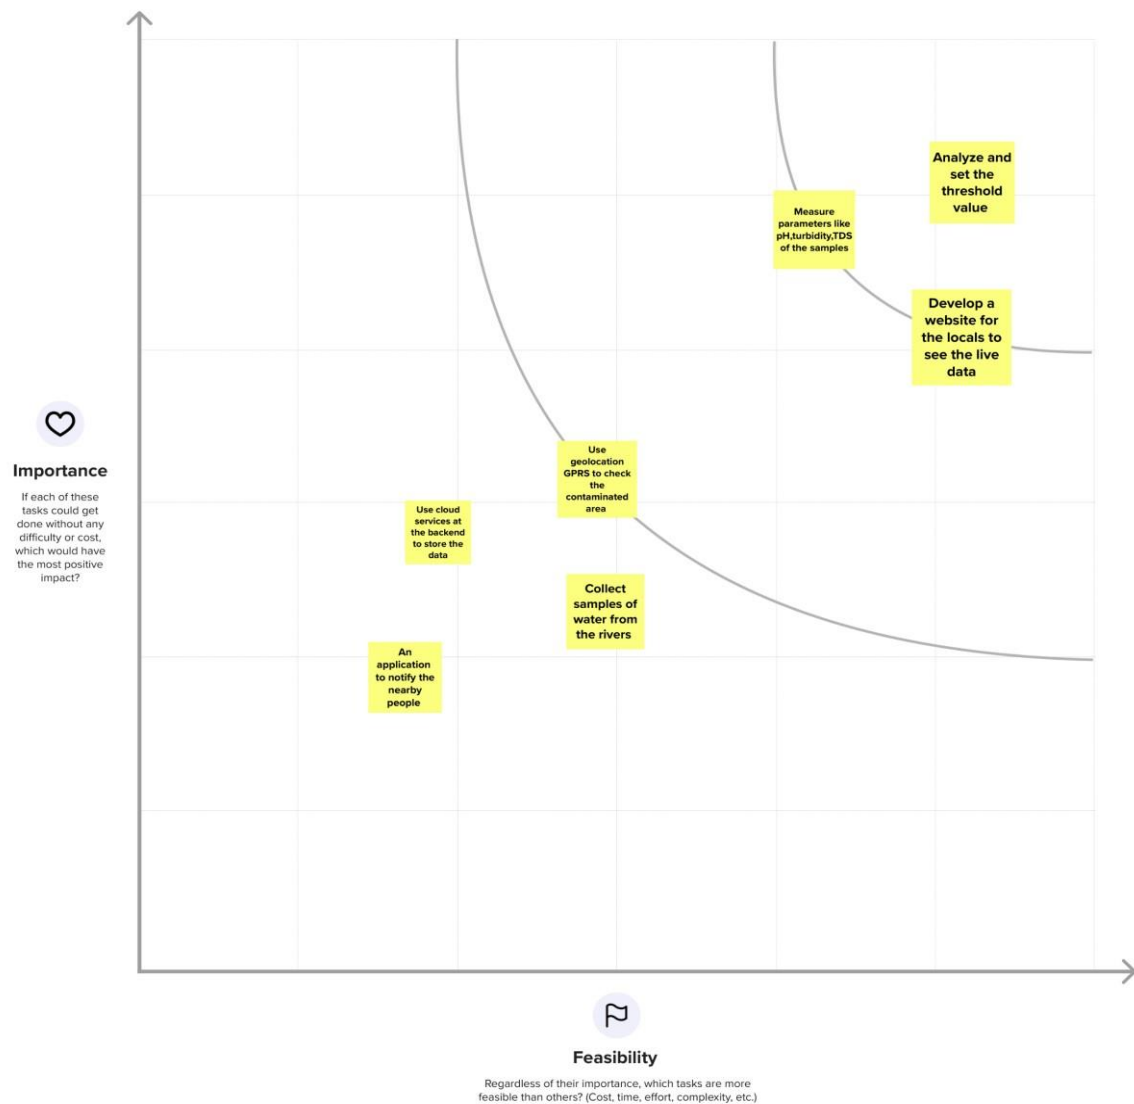 Analyze and
set the
threshold
value
Measure
parameters like
pH,turbidity,TDS
of the samples
Develop a
website for
the locals to
see the live
data
Importance
If each of these
tasks could get
done without any
difficulty or cost,
which would have
the most positive
impact?
Use
geolocation
GPRS to check
the
contaminated
area
Use cloud
services at
the backend
to store the
data
Collect
samples of
water from
the rivers
An
application
to notify the
nearby
people
Feasibility
Regardless of their importance, which tasks are more
feasible than others? (Cost, time, effort, complexity, etc.)